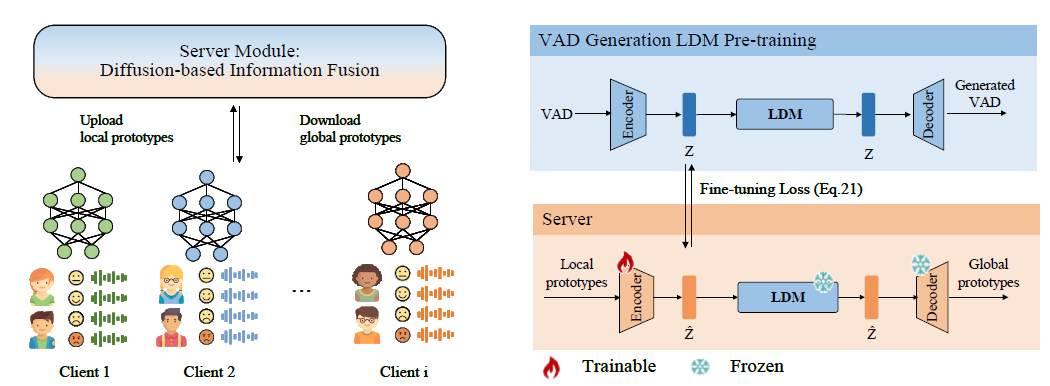 Server Module:
Diffusion-based Information Fusion
Upload
local prototypes
Download
global prototypes
...
Client 1
Client 2
Client i
VAD Generation LDM Pre-training
VAD
Encoder
Z
LDM
Z
Decoder
Generated
VAD
Fine-tuning Loss (Eq.21)
Server
Local
prototypes
Encoder
Ẑ
LDM
Ẑ
Decoder
Global
prototypes
Trainable
Frozen